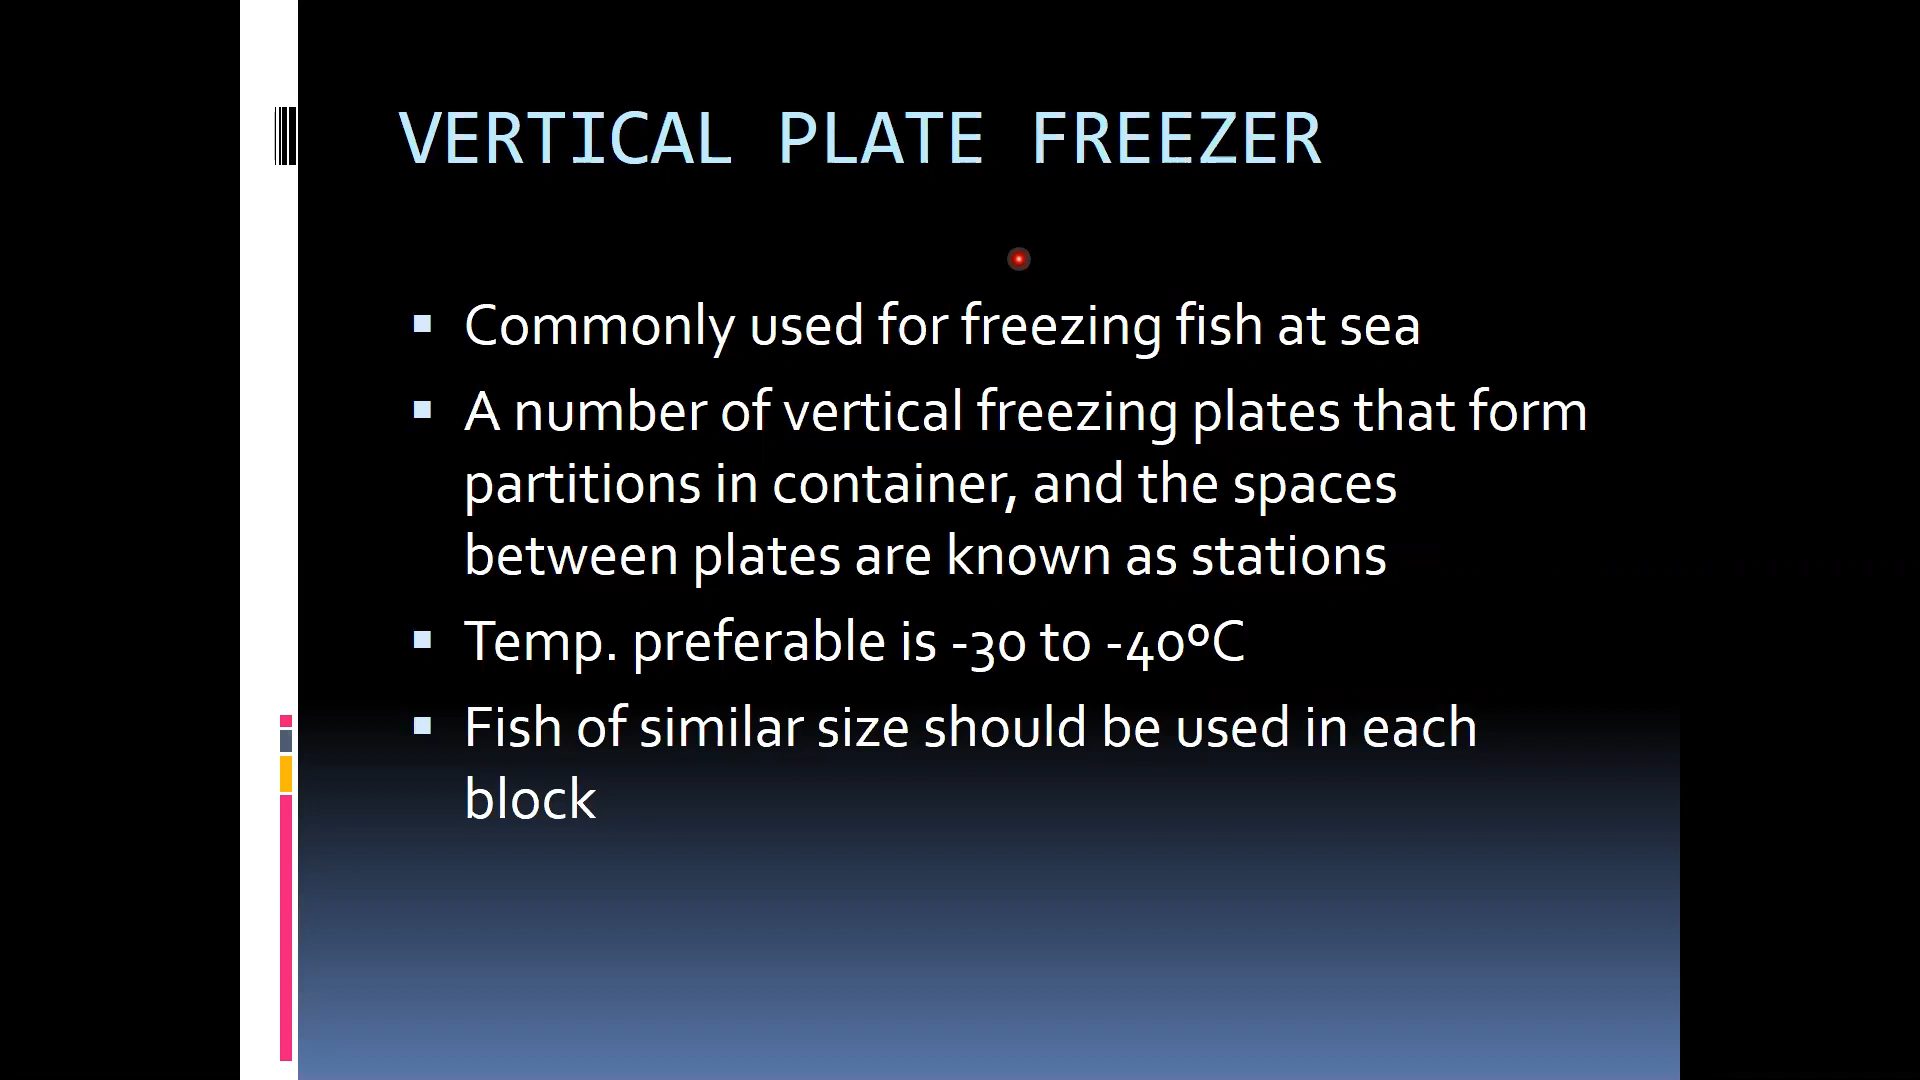 VERTICAL PLATE FREEZER
▪ Commonly used for freezing fish at sea
▪ A number of vertical freezing plates that form
partitions in container, and the spaces
between plates are known as stations
▪ Temp. preferable is -30 to -40ºC
▪ Fish of similar size should be used in each
block